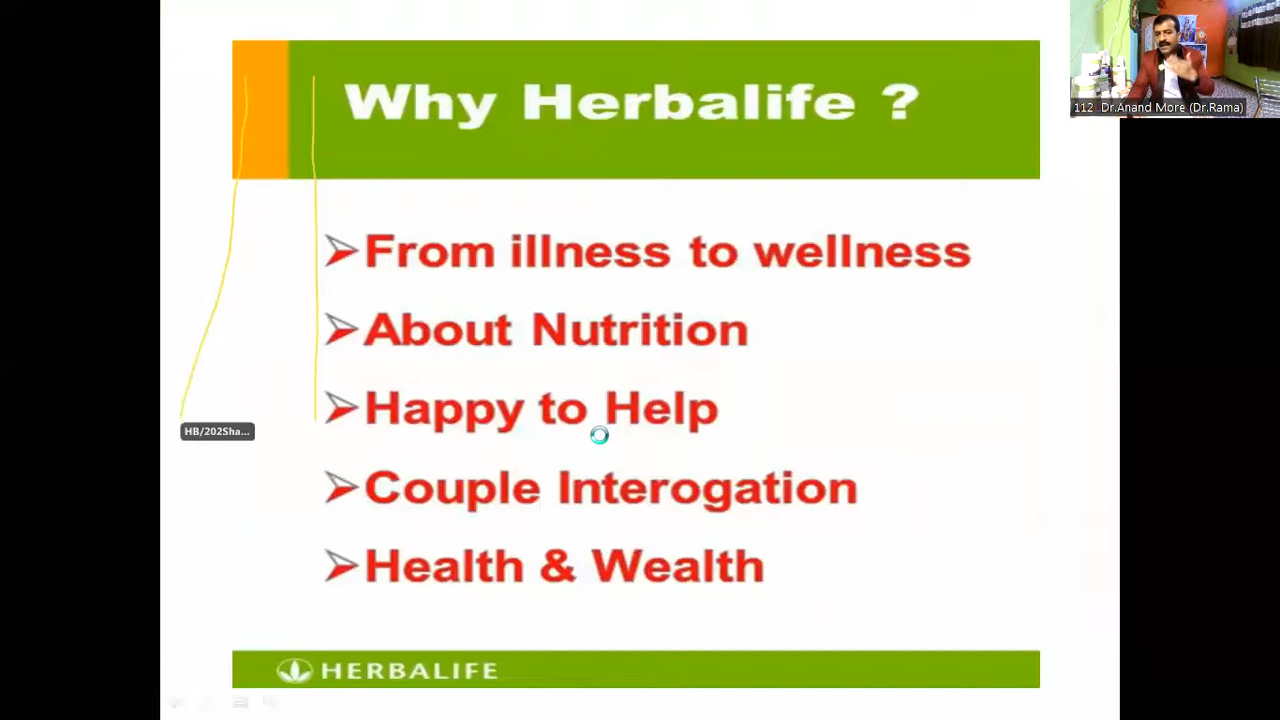 Why Herbalife ?
112 Dr.Anand More (Dr.Rama)
From illness to wellness
About Nutrition
Happy to Help
HB/202Sha...
Couple Interogation
Health & Wealth
HERBALIFE